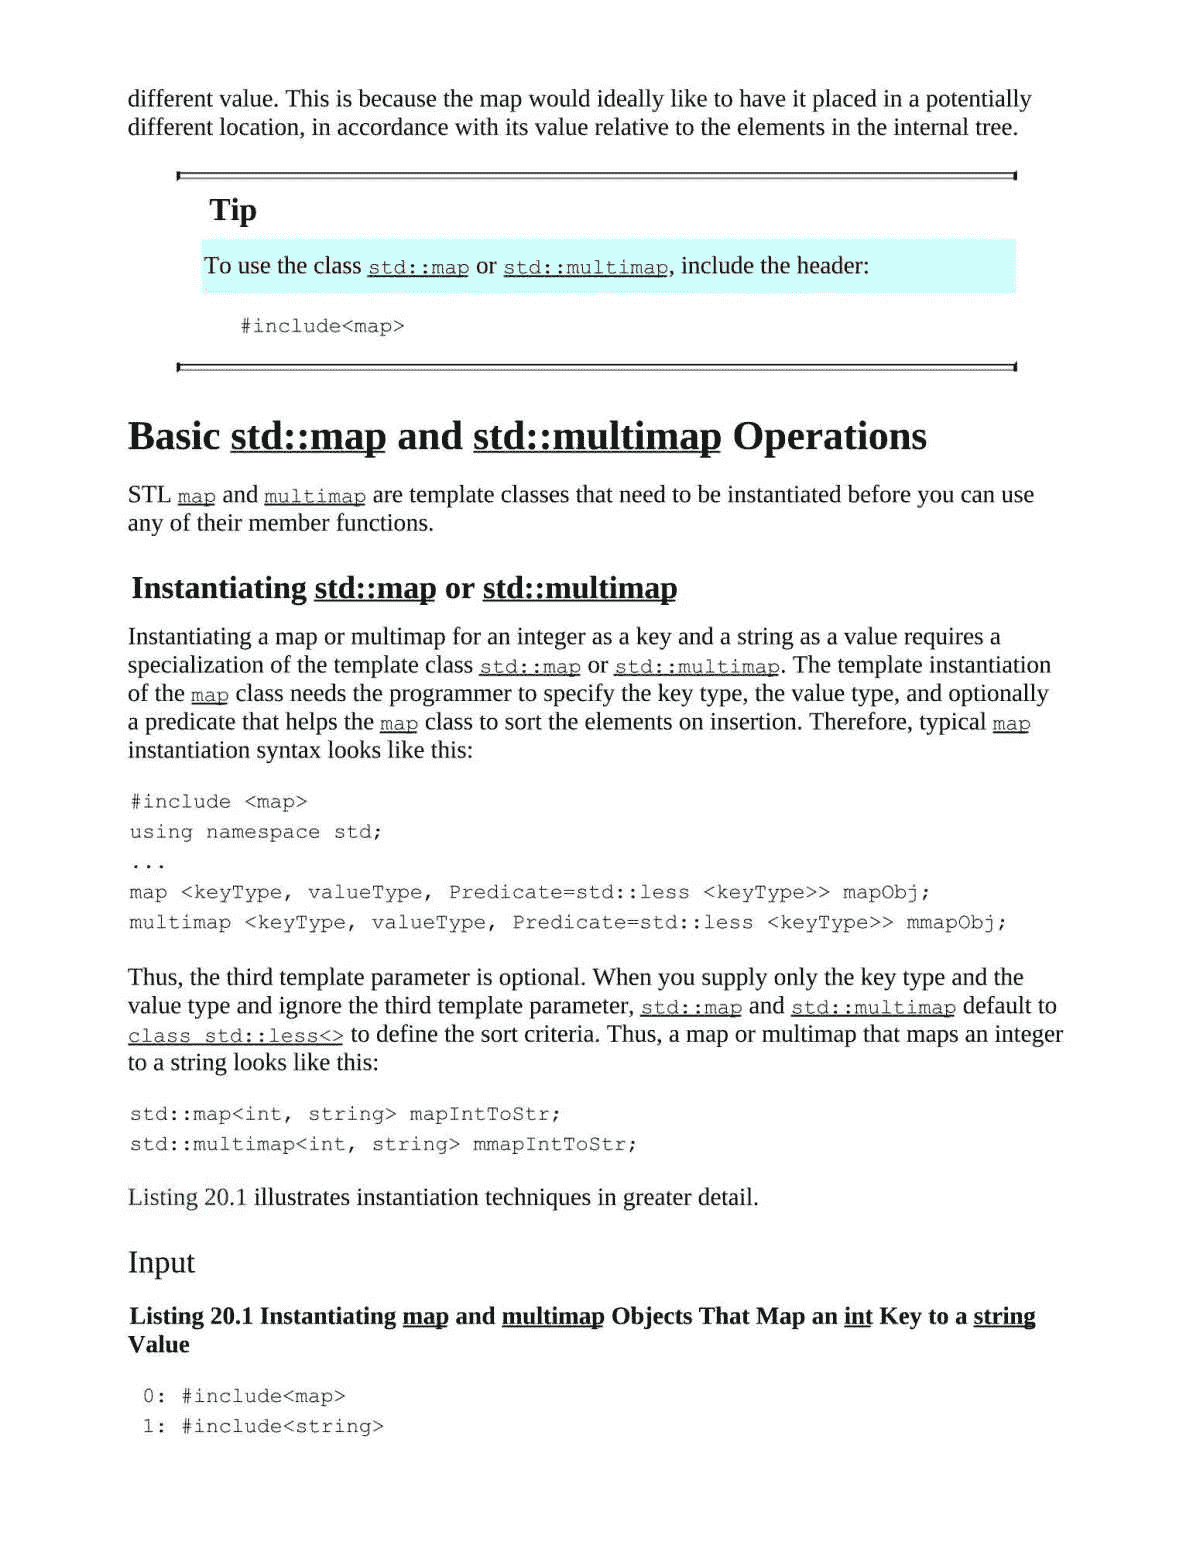 different value. This is because the map would ideally like to have it placed in a potentially
different location, in accordance with its value relative to the elements in the internal tree.
Tip
To use the class std::map or std::multimap, include the header:
#include<map>
Basic std::map and std::multimap Operations
STL map and multimap are template classes that need to be instantiated before you can use
any of their member functions.
Instantiating std::map or std::multimap
Instantiating a map or multimap for an integer as a key and a string as a value requires a
specialization of the template class std::map or std::multimap. The template instantiation
of the map class needs the programmer to specify the key type, the value type, and optionally
a predicate that helps the map class to sort the elements on insertion. Therefore, typical map
instantiation syntax looks like this:
#include <map>
using namespace std;
...
map <keyType, valueType, Predicate=std::less <keyType>> mapObj;
multimap <keyType, valueType, Predicate=std::less <keyType>> mmapObj;
Thus, the third template parameter is optional. When you supply only the key type and the
value type and ignore the third template parameter, std::map and std::multimap default to
class std::less<> to define the sort criteria. Thus, a map or multimap that maps an integer
to a string looks like this:
std::map<int, string> mapIntToStr;
std::multimap<int, string> mmapIntToStr;
Listing 20.1 illustrates instantiation techniques in greater detail.
Input
Listing 20.1 Instantiating map and multimap Objects That Map an int Key to a string
Value
0: #include<map>
1: #include<string>